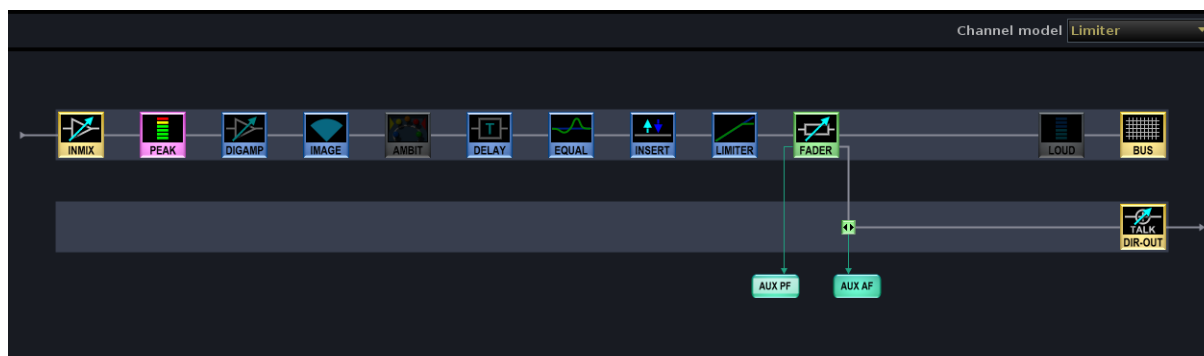 Channel model Limiter
INMIX PEAK DIGAMP IMAGE AMBIT DELAY EQUAL INSERT LIMITER FADER LOUD BUS
T
TALK
DIR-OUT
AUX PF AUX AF